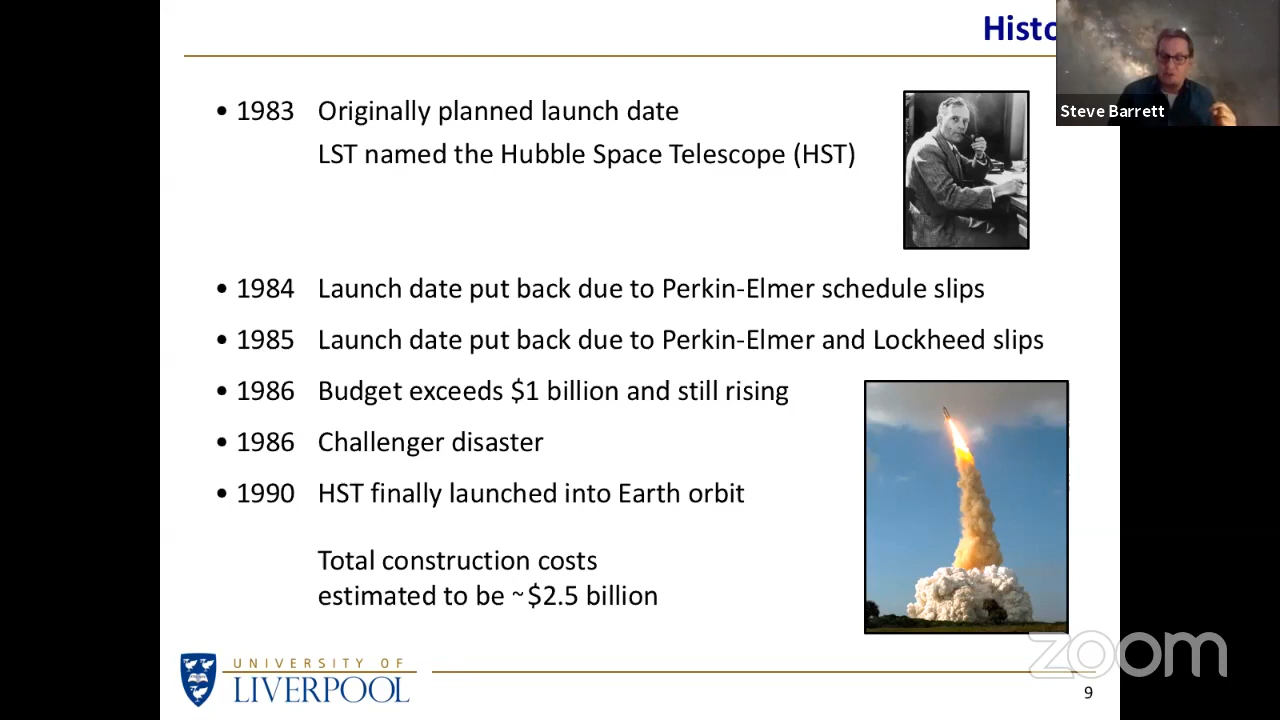 Histo
Steve Barrett
• 1983 Originally planned launch date
LST named the Hubble Space Telescope (HST)
• 1984 Launch date put back due to Perkin-Elmer schedule slips
• 1985 Launch date put back due to Perkin-Elmer and Lockheed slips
• 1986 Budget exceeds $1 billion and still rising
• 1986 Challenger disaster
• 1990 HST finally launched into Earth orbit
Total construction costs
estimated to be ~$2.5 billion
zoom
UNIVERSITY OF
LIVERPOOL
9